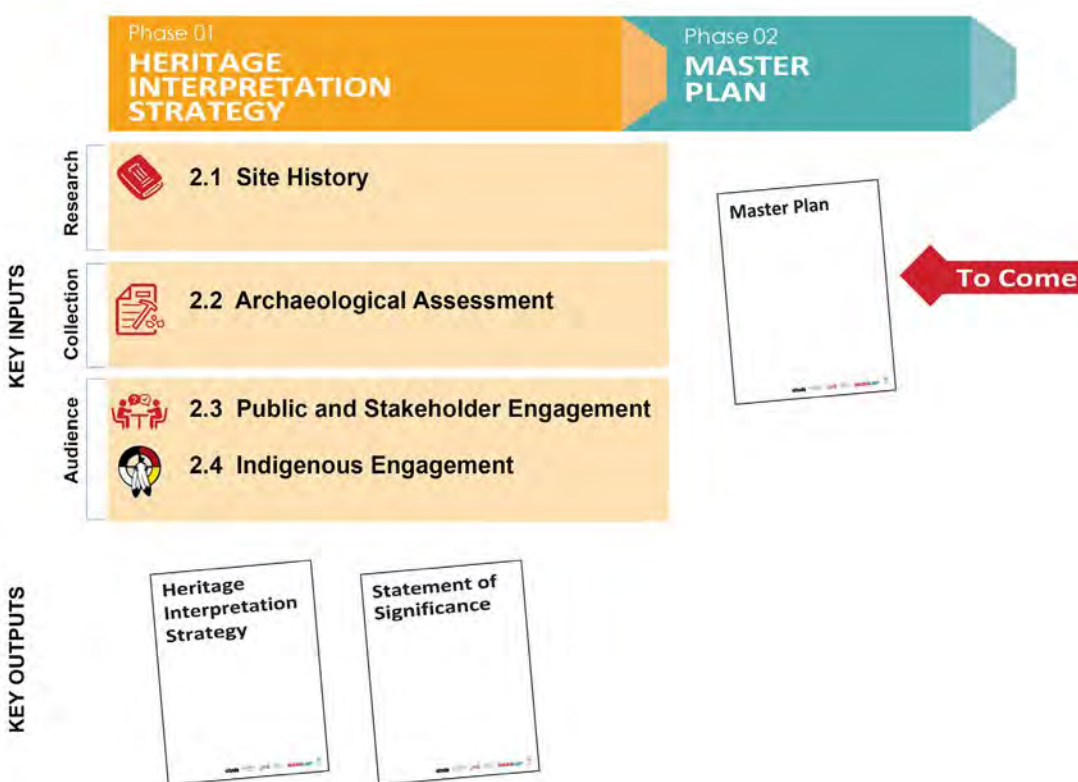 Phase 01
HERITAGE
INTERPRETATION
STRATEGY
Phase 02
MASTER
PLAN
KEY INPUTS
Research
2.1 Site History
Collection
2.2 Archaeological Assessment
Audience
2.3 Public and Stakeholder Engagement
2.4 Indigenous Engagement
Master Plan
To Come
KEY OUTPUTS
Heritage
Interpretation
Strategy
Statement of
Significance